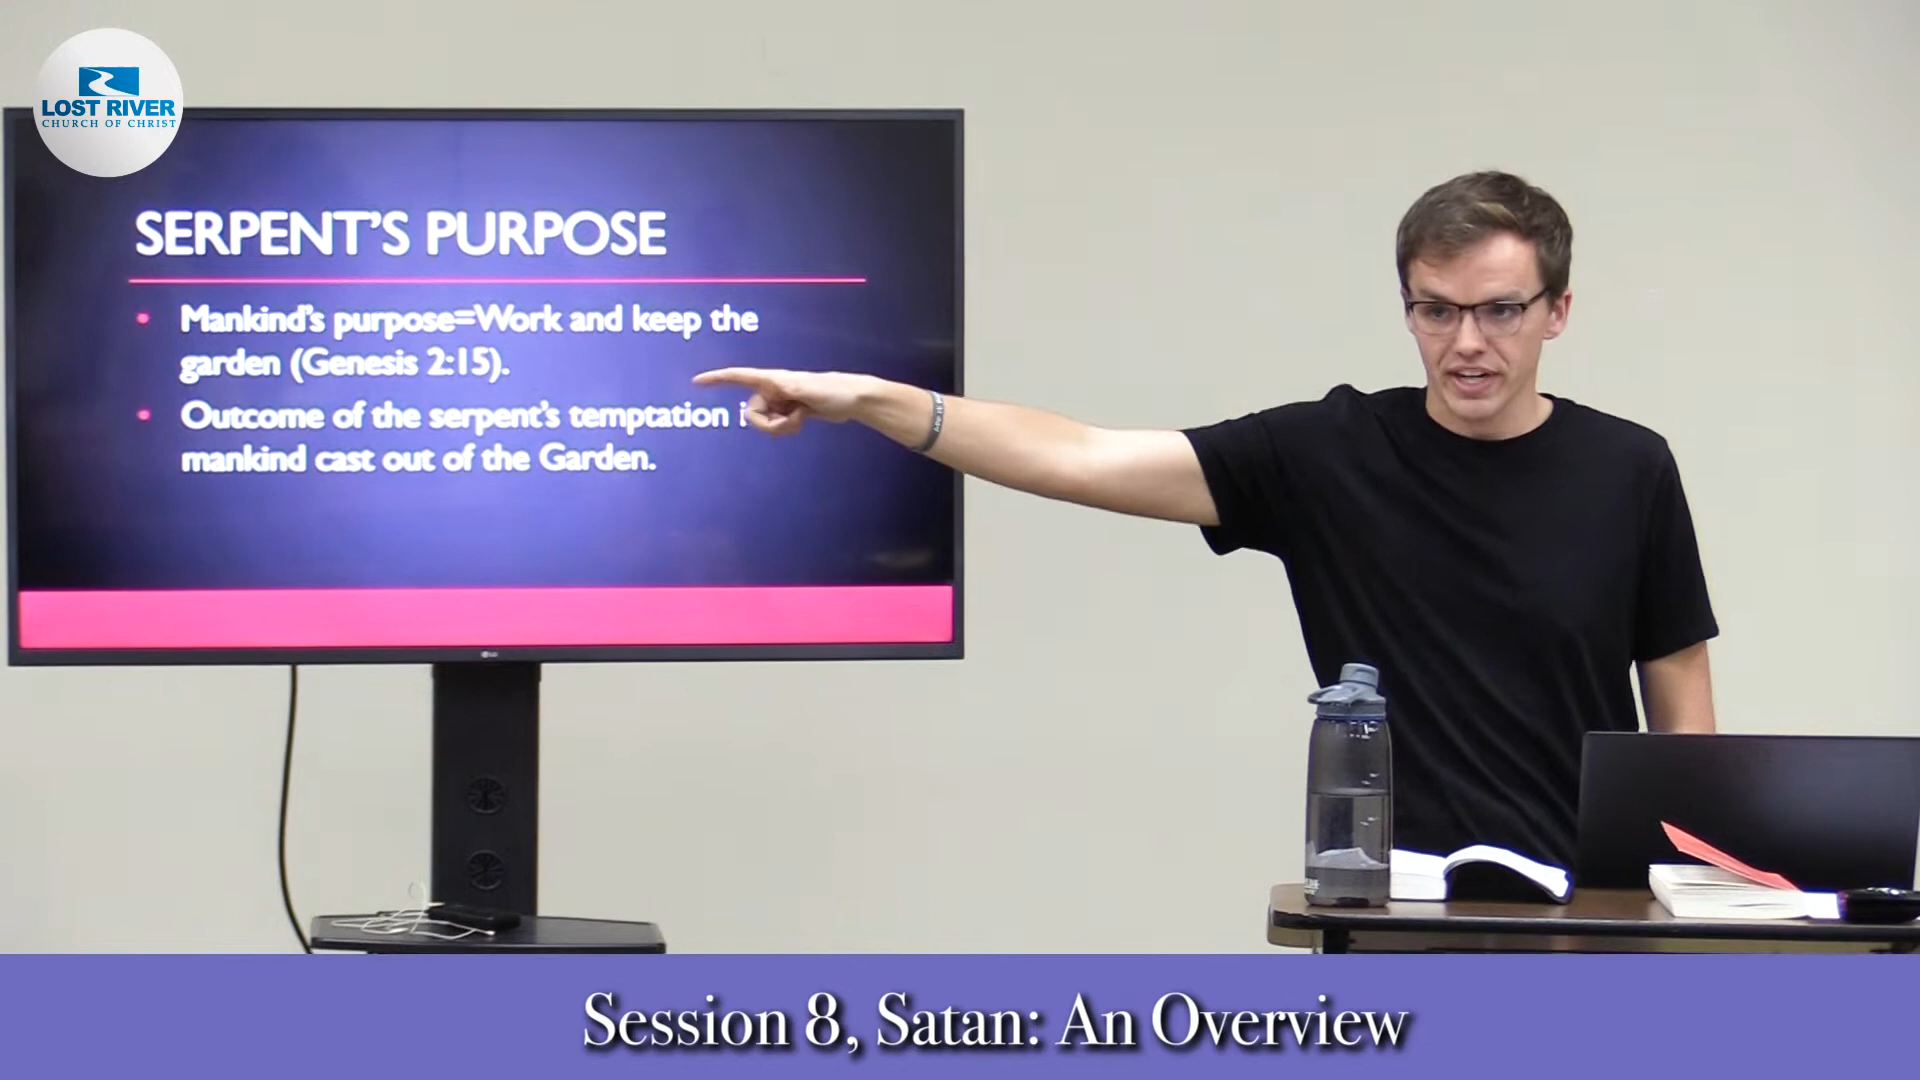 LOST RIVER
CHURCH OF CHRIST
SERPENT'S PURPOSE
• Mankind's purpose=Work and keep the
garden (Genesis 2:15).
• Outcome of the serpent's temptation
mankind cast out of the Garden.
LG
Session 8, Satan: An Overview